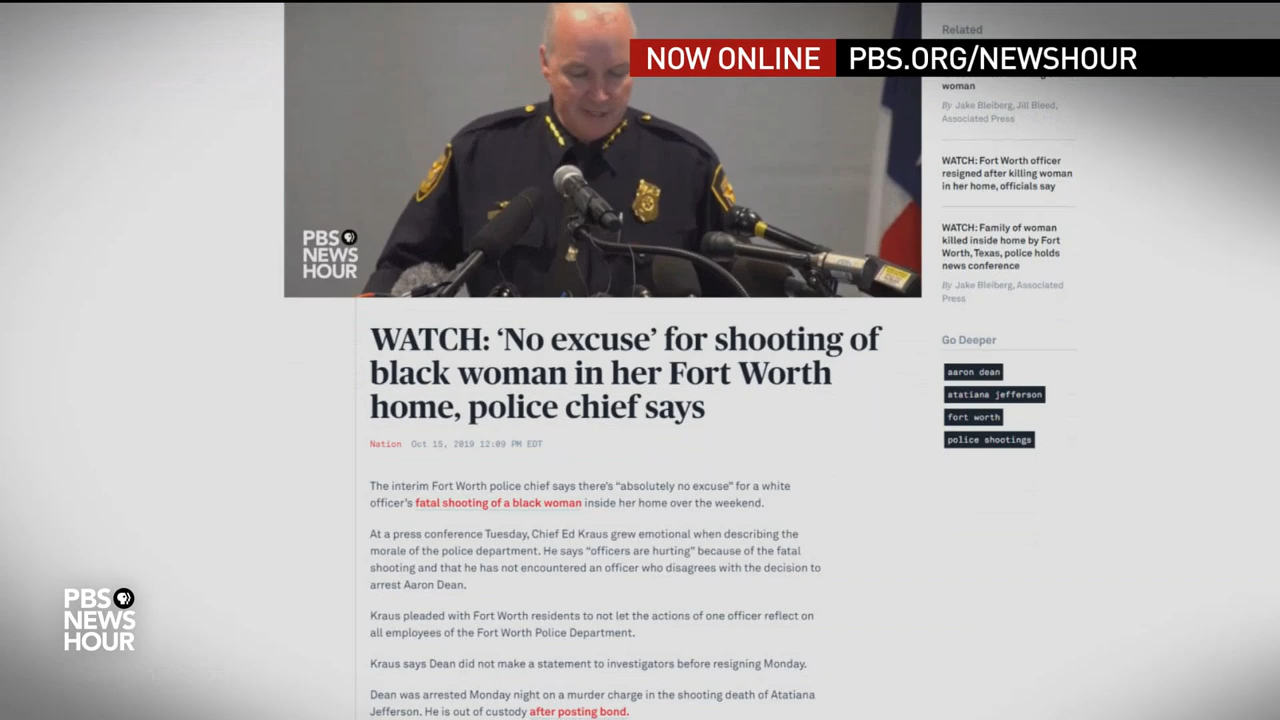 NOW ONLINE PBS.ORG/NEWSHOUR
PBS
NEWS
HOUR
WATCH: ‘No excuse’ for shooting of
black woman in her Fort Worth
home, police chief says
Nation Oct 15, 2019 12:09 PM EDT
The interim Fort Worth police chief says there’s “absolutely no excuse” for a white
officer’s fatal shooting of a black woman inside her home over the weekend.
At a press conference Tuesday, Chief Ed Kraus grew emotional when describing the
morale of the police department. He says “officers are hurting” because of the fatal
shooting and that he has not encountered an officer who disagrees with the decision to
arrest Aaron Dean.
Kraus pleaded with Fort Worth residents to not let the actions of one officer reflect on
all employees of the Fort Worth Police Department.
Kraus says Dean did not make a statement to investigators before resigning Monday.
Dean was arrested Monday night on a murder charge in the shooting death of Atatiana
Jefferson. He is out of custody after posting bond.
Related
woman
By Jake Bleiberg, Jill Bleed,
Associated Press
WATCH: Fort Worth officer
resigned after killing woman
in her home, officials say
WATCH: Family of woman
killed inside home by Fort
Worth, Texas, police holds
news conference
By Jake Bleiberg, Associated
Press
Go Deeper
aaron dean
atatiana jefferson
fort worth
police shootings
PBS
NEWS
HOUR